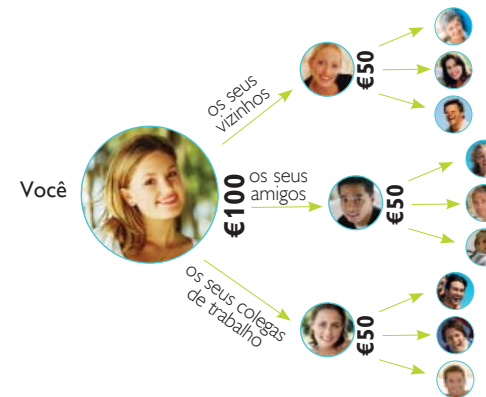 Você
€100
os seus
vizinhos
€50
os seus
amigos
€50
os seus colegas
de trabalho
€50